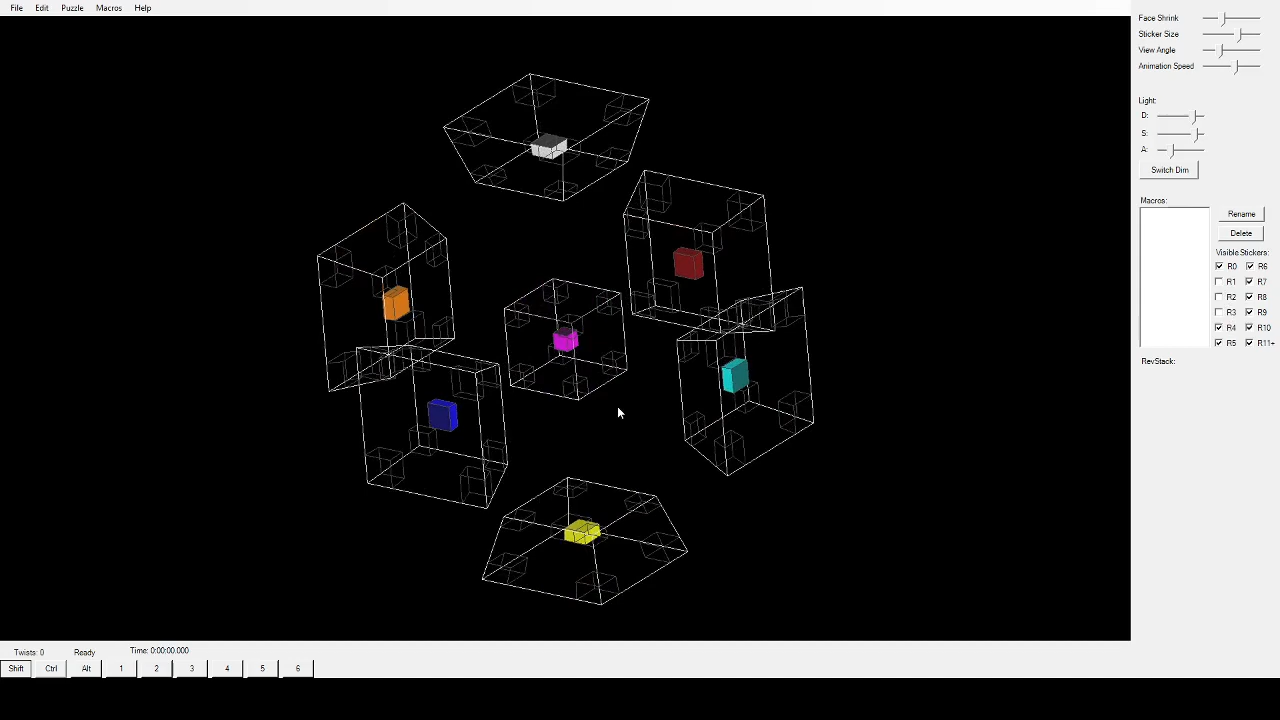 File Edit Puzzle Macros Help
Face Shrink
Sticker Size
View Angle
Animation Speed
Light:
D:
S:
A:
Switch Dim
Macros:
Rename
Delete
Visible Stickers:
R0 R6
R1 R7
R2 R8
R3 R9
R4 R10
R5 R11+
RevStack:
Twists: 0 Ready Time: 0:00:00.000
Shift Ctrl Alt 1 2 3 4 5 6